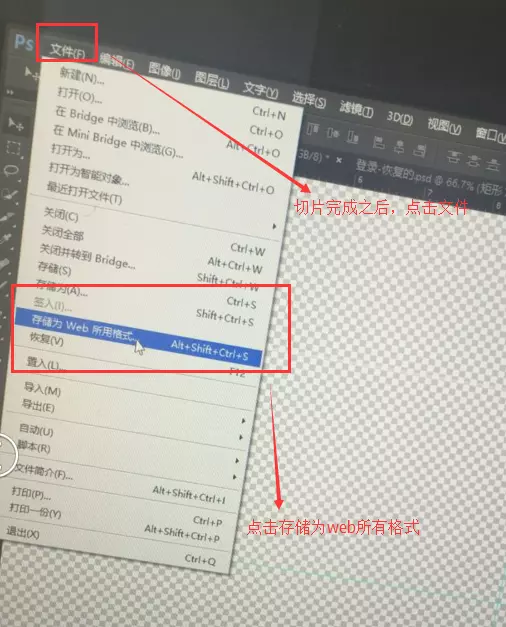 Ps 文件(F) 编辑(E) 图像(I) 图层(L) 文字(Y) 选择(S) 滤镜(T) 3D(D) 视图(V) 窗口(
GB/8) * × 登录-恢复的.psd @ 66.7% (矩形
新建(N)... Ctrl+N
打开(O)... Ctrl+O
在 Bridge 中浏览(B)... Alt+Ctrl+O
在 Mini Bridge 中浏览(G)...
打开为... Alt+Shift+Ctrl+O
打开为智能对象...
最近打开文件(T)
切片完成之后，点击文件
关闭(C) Ctrl+W
关闭全部 Alt+Ctrl+W
关闭并转到 Bridge... Shift+Ctrl+W
存储(S) Ctrl+S
存储为(A)... Shift+Ctrl+S
签入(I)...
存储为 Web 所用格式... Alt+Shift+Ctrl+S
恢复(V) F12
置入(L)...
导入(M)
导出(E)
自动(U)
脚本(R)
文件简介(F)... Alt+Shift+Ctrl+I
打印(P)... Ctrl+P
打印一份(Y) Alt+Shift+Ctrl+P
退出(X) Ctrl+Q
点击存储为web所有格式